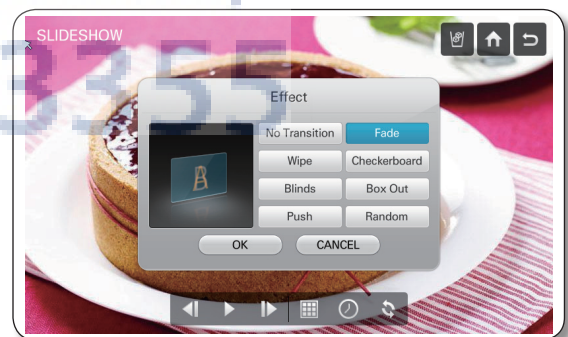 SLIDESHOW
3355
Effect
No Transition Fade
Wipe Checkerboard
Blinds Box Out
Push Random
OK CANCEL